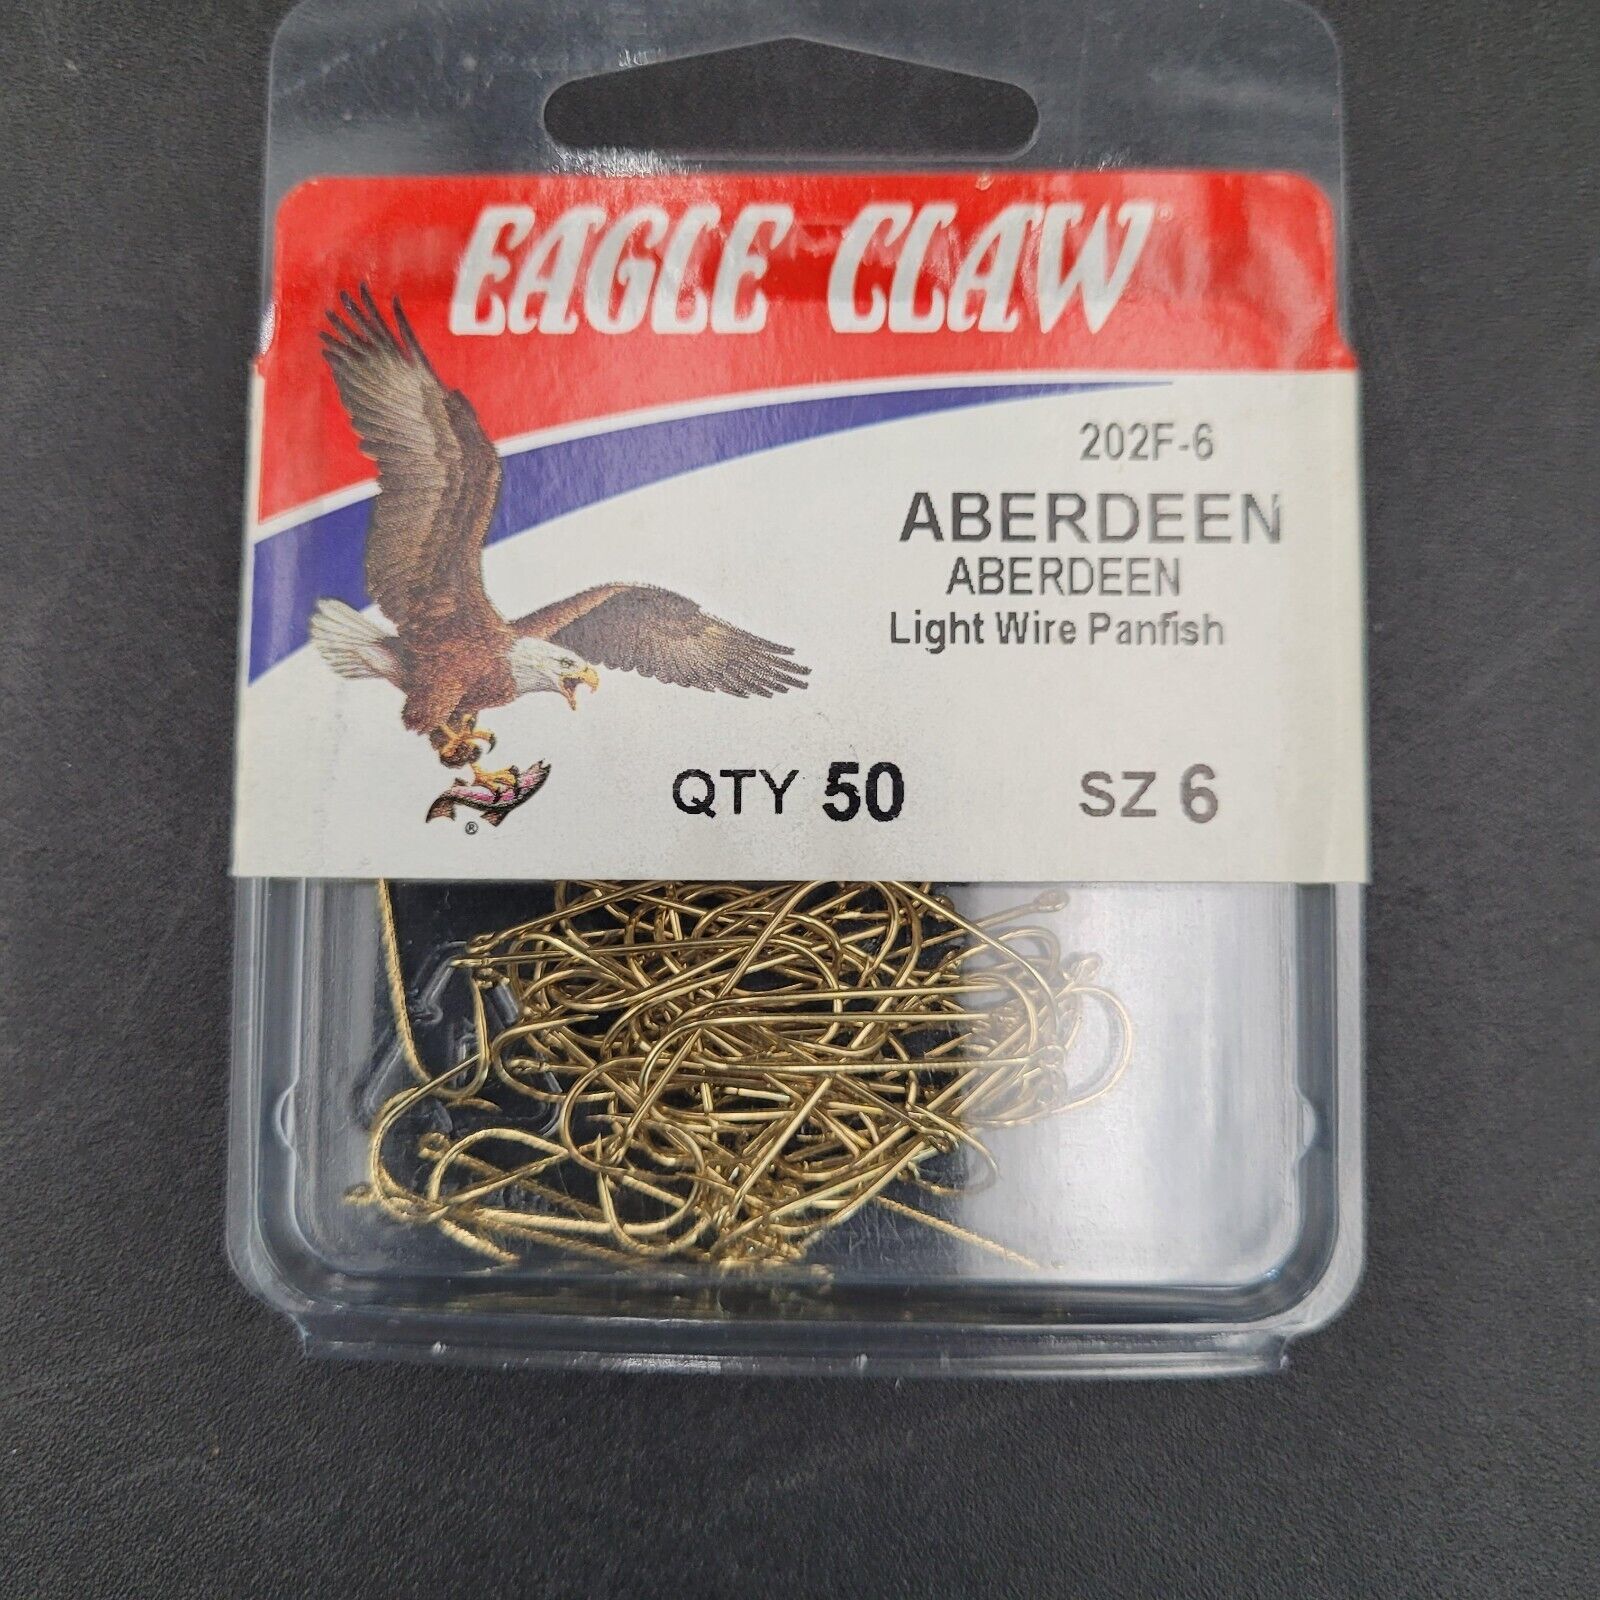 EAGLE CLAW®
202F-6
ABERDEEN
ABERDEEN
Light Wire Panfish
QTY 50 SZ 6
®